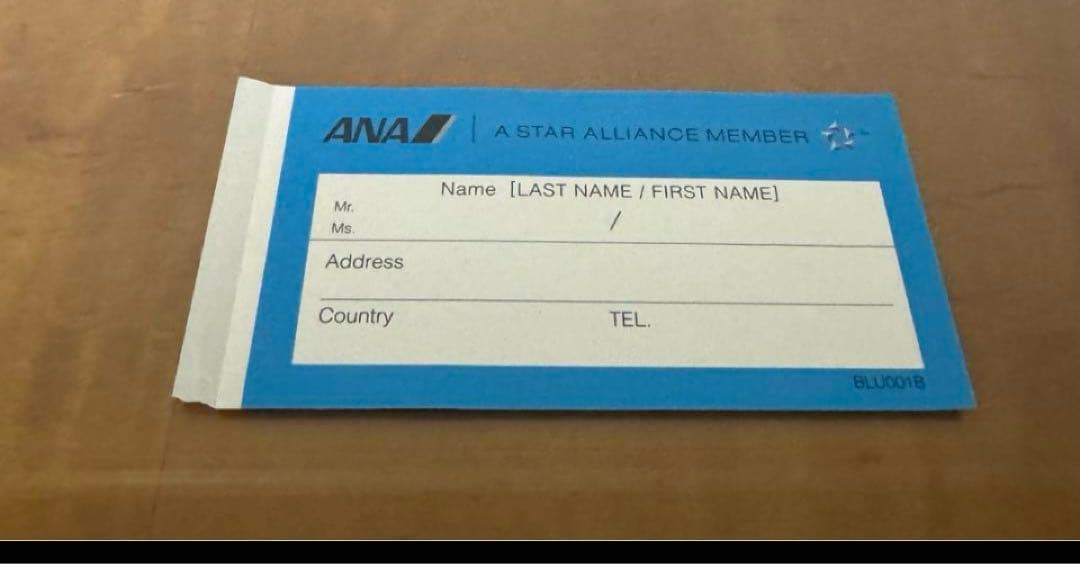 ANA | A STAR ALLIANCE MEMBER
Name [LAST NAME / FIRST NAME]
Mr.
/
Ms.
Address
Country TEL.
BLU001B